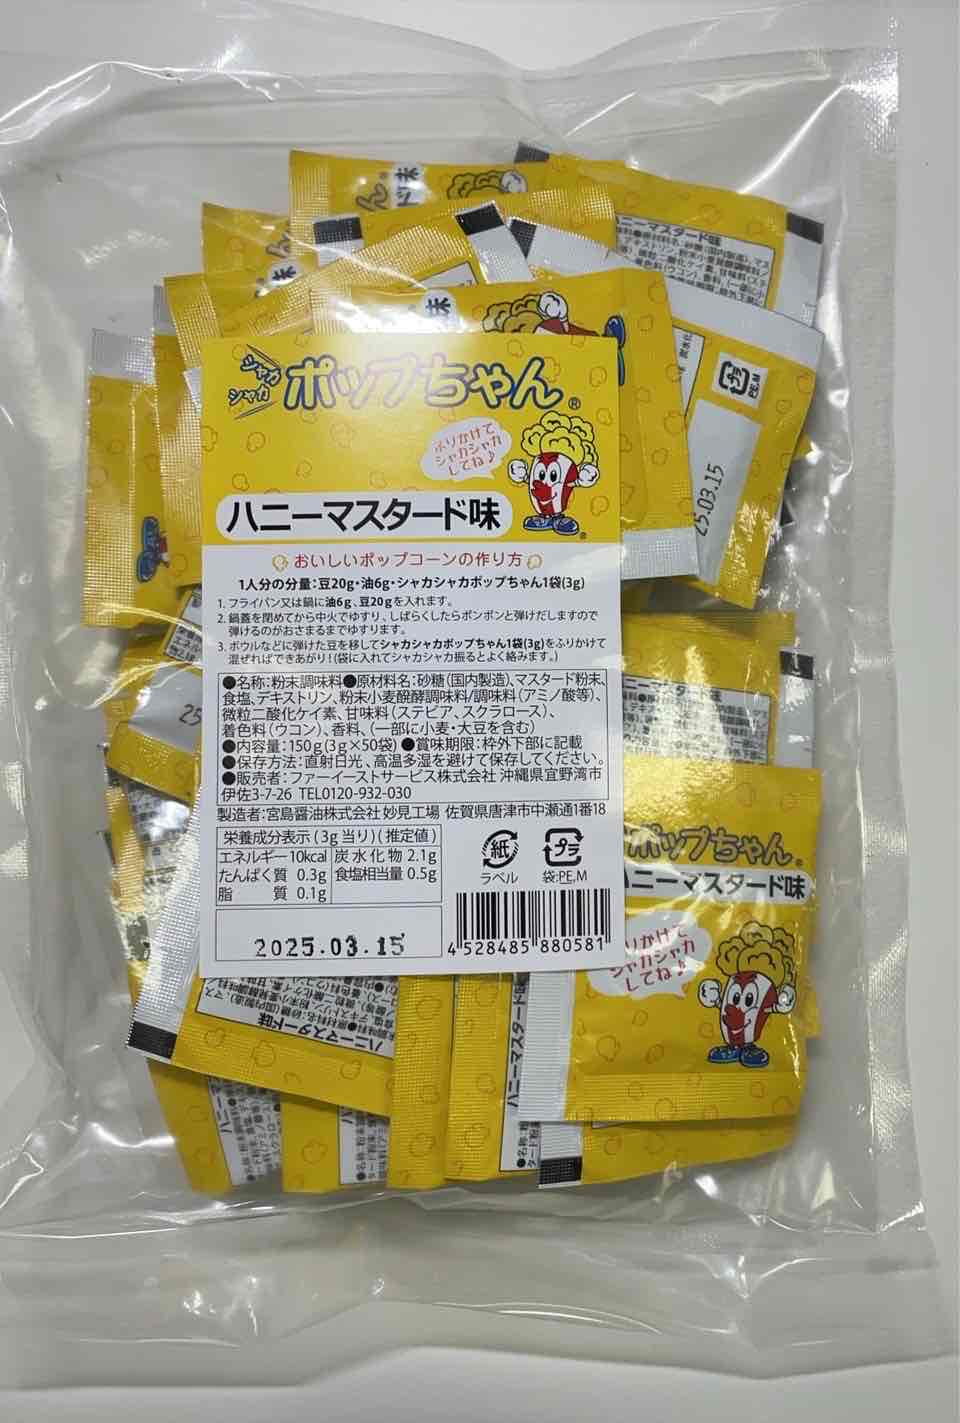 シャカ
シャカ
ポップちゃん®
ふりかけて
シャカシャカ
してね♪
ハニーマスタード味
おいしいポップコーンの作り方
1人分の分量:豆20g・油6g・シャカシャカポップちゃん1袋(3g)
1. フライパン又は鍋に油6g、豆20gを入れます。
2. 鍋蓋を閉めてから中火でゆすり、しばらくしたらポンポンと弾けだしますので
弾けるのがおさまるまでゆすります。
3. ボウルなどに弾けた豆を移してシャカシャカポップちゃん1袋(3g)をふりかけて
混ぜればできあがり!(袋に入れてシャカシャカ振るとよく絡みます。)
●名称:粉末調味料●原材料名:砂糖(国内製造)、マスタード粉末、
食塩、デキストリン、粉末小麦醗酵調味料/調味料(アミノ酸等)、
微粒二酸化ケイ素、甘味料(ステビア、スクラロース)、
着色料(ウコン)、香料、(一部に小麦・大豆を含む)
●内容量:150g(3g×50袋) ●賞味期限:枠外下部に記載
●保存方法:直射日光、高温多湿を避けて保存してください。
●販売者:ファーイーストサービス株式会社 沖縄県宜野湾市
伊佐3-7-26 TEL0120-932-030
製造者:宮島醤油株式会社 妙見工場 佐賀県唐津市中瀬通1番18
栄養成分表示(3g当り)(推定値)
エネルギー 10kcal 炭水化物 2.1g
たんぱく質 0.3g 食塩相当量 0.5g
脂質 0.1g
紙
ラベル
プラ
袋:PE,M
2025.03.15
4 528485 880581
プラ
PE,M
25.03.15
ポップちゃん®
ハニーマスタード味
ふりかけて
シャカシャカ
してね♪
ハニーマスタード味